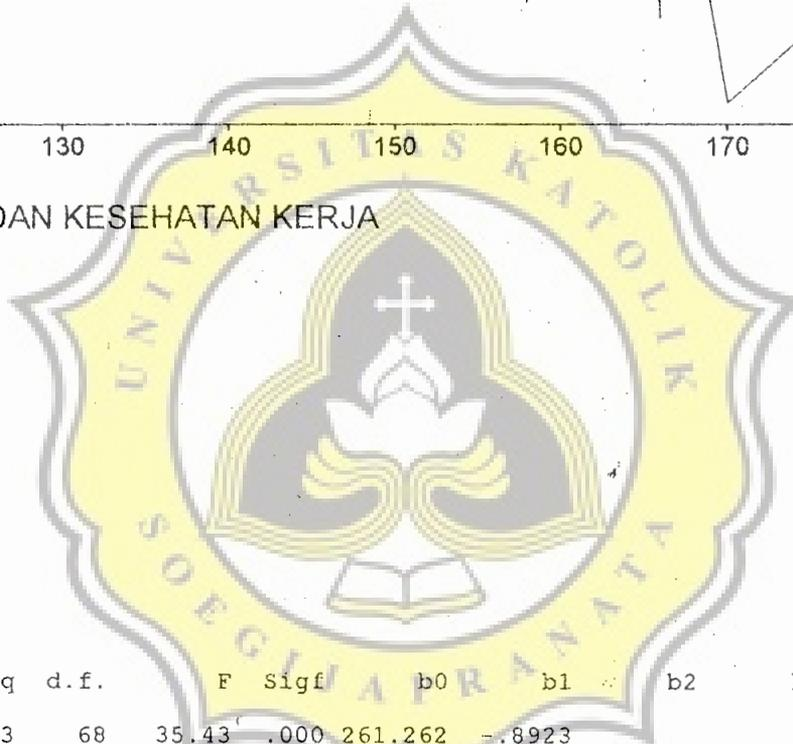 130 140 150 160 170
DAN KESEHATAN KERJA
UNIVERSITAS KATOLIK
SOEGIJAPRANATA
q d.f. F Sigf b0 b1 b2
3 68 35.43 .000 261.262 -.8923